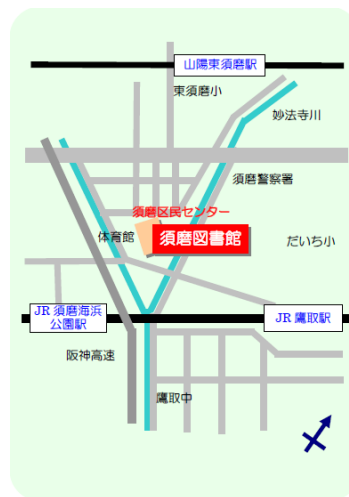 山陽東須磨駅
東須磨小
妙法寺川
須磨警察署
須磨区民センター
体育館
須磨図書館
だいち小
JR 須磨海浜
公園駅
JR 鷹取駅
阪神高速
鷹取中